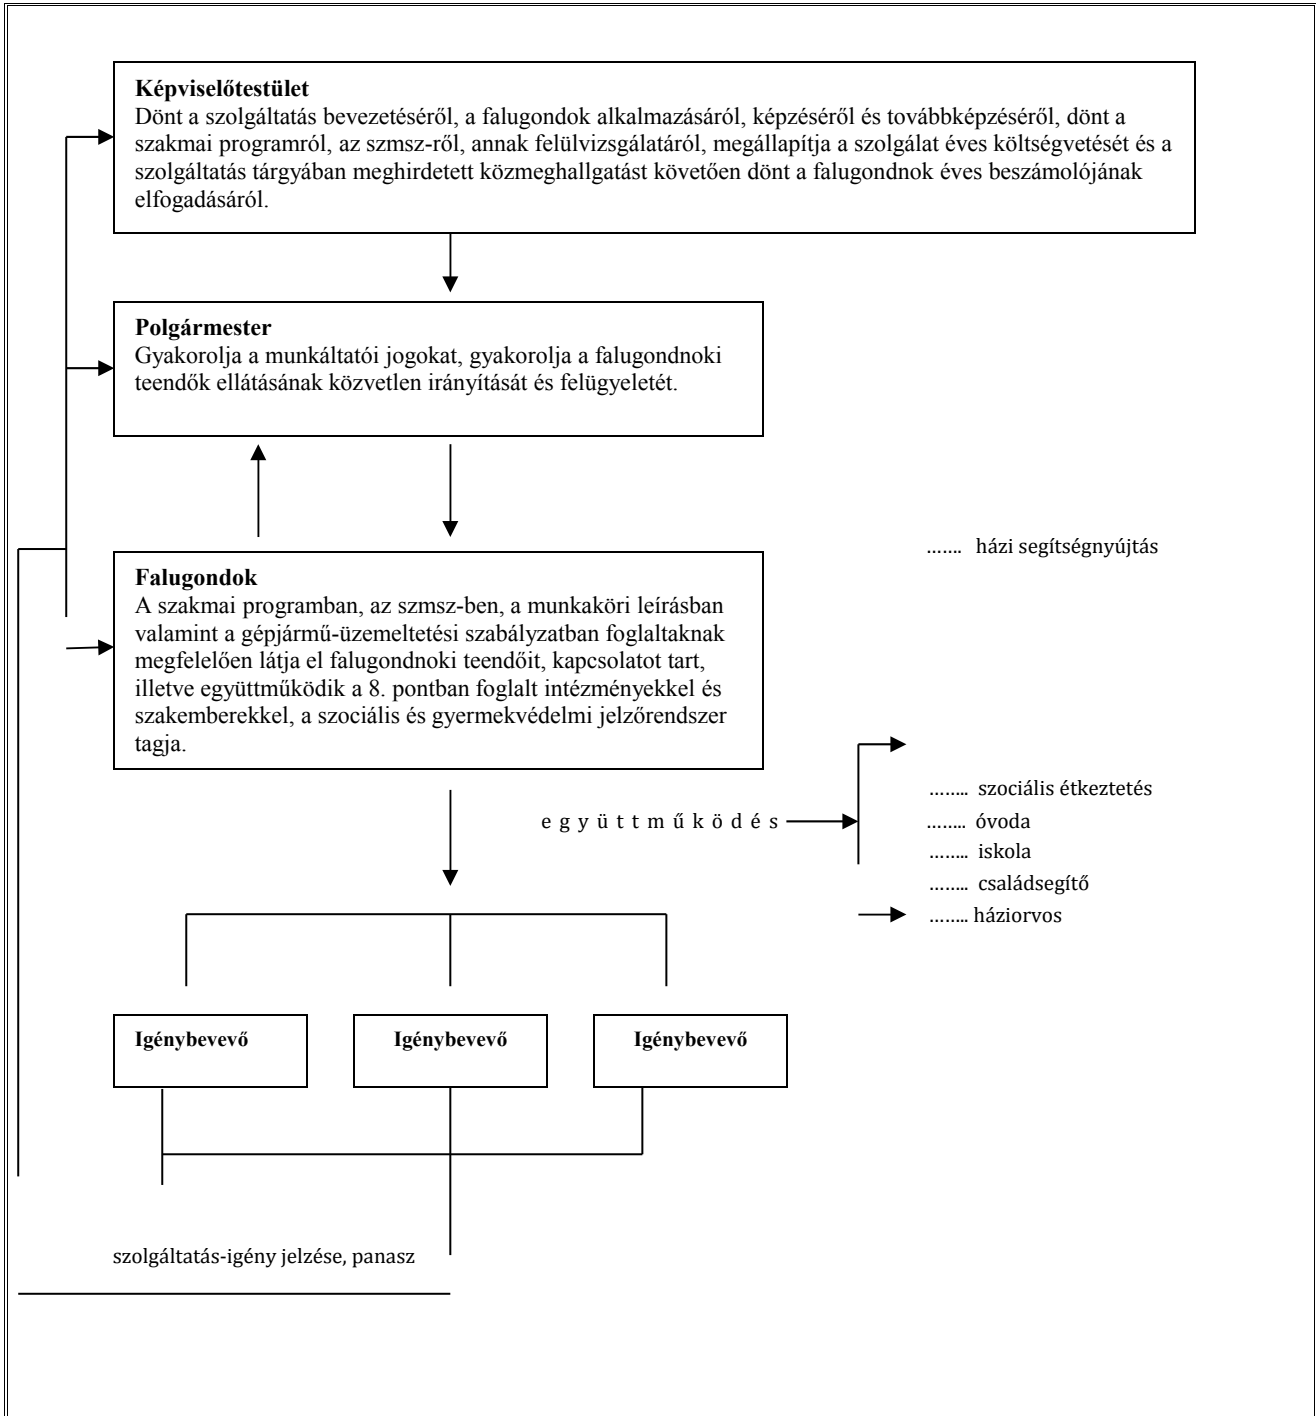 Képviselőtestület
Dönt a szolgáltatás bevezetéséről, a falugondok alkalmazásáról, képzéséről és továbbképzéséről, dönt a
szakmai programról, az szmsz-ről, annak felülvizsgálatáról, megállapítja a szolgálat éves költségvetését és a
szolgáltatás tárgyában meghirdetett közmeghallgatást követően dönt a falugondnok éves beszámolójának
elfogadásáról.
Polgármester
Gyakorolja a munkáltatói jogokat, gyakorolja a falugondnoki
teendők ellátásának közvetlen irányítását és felügyeletét.
……. házi segítségnyújtás
Falugondok
A szakmai programban, az szmsz-ben, a munkaköri leírásban
valamint a gépjármű-üzemeltetési szabályzatban foglaltaknak
megfelelően látja el falugondnoki teendőit, kapcsolatot tart,
illetve együttműködik a 8. pontban foglalt intézményekkel és
szakemberekkel, a szociális és gyermekvédelmi jelzőrendszer
tagja.
e g y ü t t m ű k ö d é s
…….. szociális étkeztetés
…….. óvoda
…….. iskola
…….. családsegítő
…….. háziorvos
Igénybevevő
Igénybevevő
Igénybevevő
szolgáltatás-igény jelzése, panasz